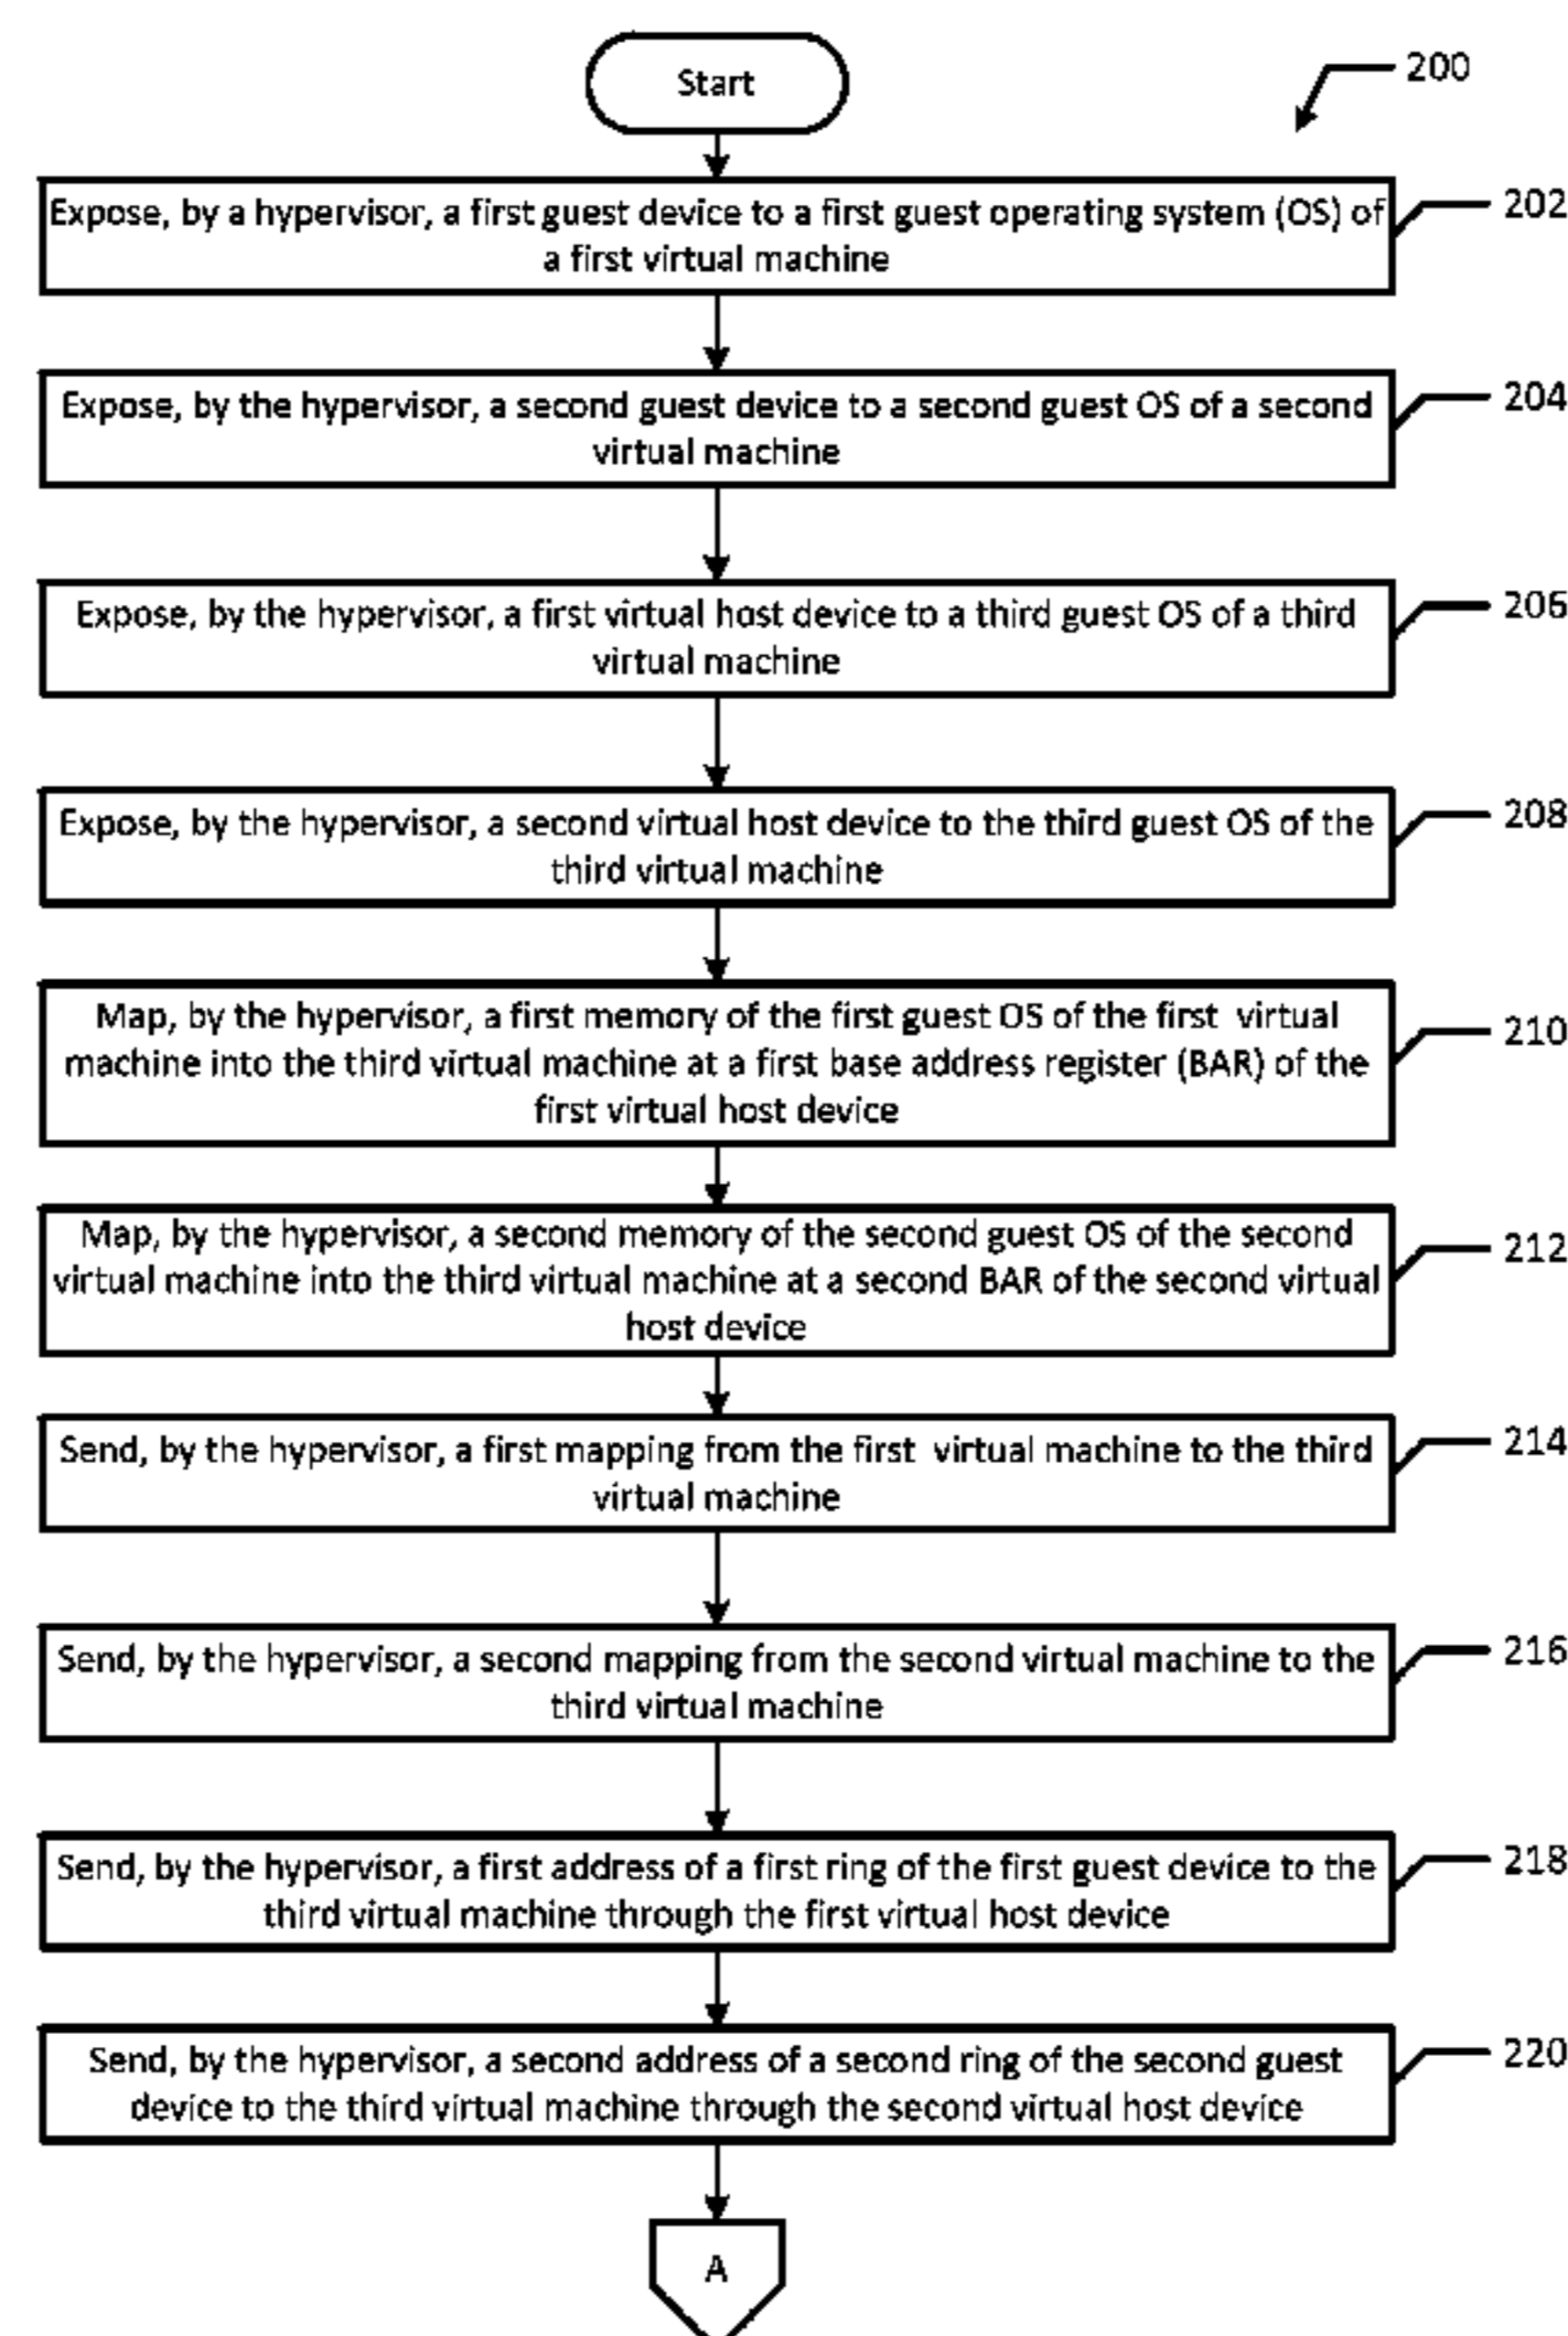 Start
200
Expose, by a hypervisor, a first guest device to a first guest operating system (OS) of
a first virtual machine
202
Expose, by the hypervisor, a second guest device to a second guest OS of a second
virtual machine
204
Expose, by the hypervisor, a first virtual host device to a third guest OS of a third
virtual machine
206
Expose, by the hypervisor, a second virtual host device to the third guest OS of the
third virtual machine
208
Map, by the hypervisor, a first memory of the first guest OS of the first virtual
machine into the third virtual machine at a first base address register (BAR) of the
first virtual host device
210
Map, by the hypervisor, a second memory of the second guest OS of the second
virtual machine into the third virtual machine at a second BAR of the second virtual
host device
212
Send, by the hypervisor, a first mapping from the first virtual machine to the third
virtual machine
214
Send, by the hypervisor, a second mapping from the second virtual machine to the
third virtual machine
216
Send, by the hypervisor, a first address of a first ring of the first guest device to the
third virtual machine through the first virtual host device
218
Send, by the hypervisor, a second address of a second ring of the second guest
device to the third virtual machine through the second virtual host device
220
A